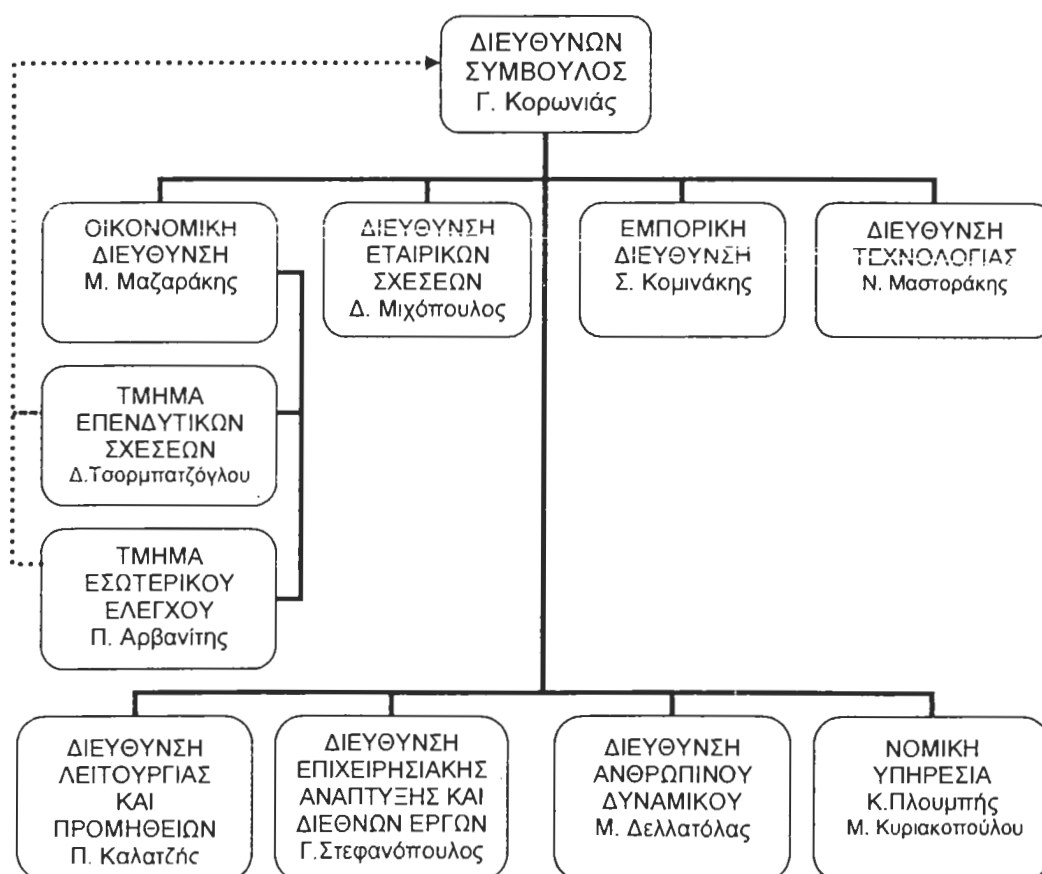 ΔΙΕΥΘΥΝΩΝ
ΣΥΜΒΟΥΛΟΣ
Γ. Κορωνιάς
ΟΙΚΟΝΟΜΙΚΗ
ΔΙΕΥΘΥΝΣΗ
Μ. Μαζαράκης
ΔΙΕΥΘΥΝΣΗ
ΕΤΑΙΡΙΚΩΝ
ΣΧΕΣΕΩΝ
Δ. Μιχόπουλος
ΕΜΠΟΡΙΚΗ
ΔΙΕΥΘΥΝΣΗ
Σ. Κομινάκης
ΔΙΕΥΘΥΝΣΗ
ΤΕΧΝΟΛΟΓΙΑΣ
Ν. Μαστοράκης
ΤΜΗΜΑ
ΕΠΕΝΔΥΤΙΚΩΝ
ΣΧΕΣΕΩΝ
Δ.Τσορμπατζόγλου
ΤΜΗΜΑ
ΕΣΩΤΕΡΙΚΟΥ
ΕΛΕΓΧΟΥ
Π. Αρβανίτης
ΔΙΕΥΘΥΝΣΗ
ΛΕΙΤΟΥΡΓΙΑΣ
ΚΑΙ
ΠΡΟΜΗΘΕΙΩΝ
Π. Καλατζής
ΔΙΕΥΘΥΝΣΗ
ΕΠΙΧΕΙΡΗΣΙΑΚΗΣ
ΑΝΑΠΤΥΞΗΣ ΚΑΙ
ΔΙΕΘΝΩΝ ΕΡΓΩΝ
Γ.Στεφανόπουλος
ΔΙΕΥΘΥΝΣΗ
ΑΝΘΡΩΠΙΝΟΥ
ΔΥΝΑΜΙΚΟΥ
Μ. Δελλατόλας
ΝΟΜΙΚΗ
ΥΠΗΡΕΣΙΑ
Κ.Πλουμπής
Μ. Κυριακοπούλου